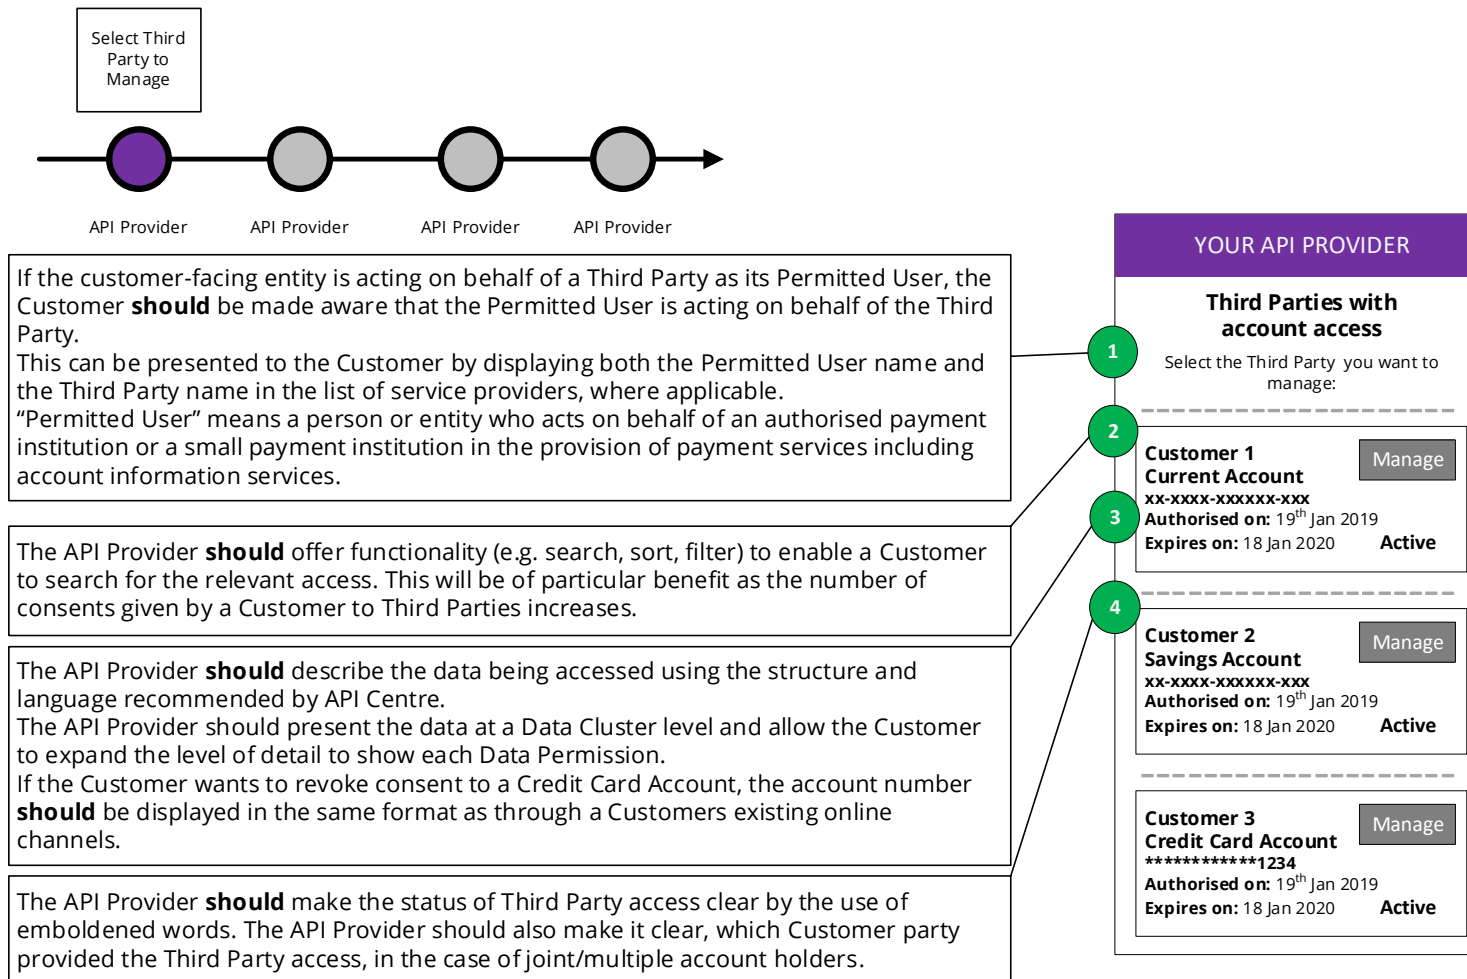 Select Third
Party to
Manage
API Provider
API Provider
API Provider
API Provider
If the customer-facing entity is acting on behalf of a Third Party as its Permitted User, the
Customer should be made aware that the Permitted User is acting on behalf of the Third
Party.
This can be presented to the Customer by displaying both the Permitted User name and
the Third Party name in the list of service providers, where applicable.
“Permitted User” means a person or entity who acts on behalf of an authorised payment
institution or a small payment institution in the provision of payment services including
account information services.
The API Provider should offer functionality (e.g. search, sort, filter) to enable a Customer
to search for the relevant access. This will be of particular benefit as the number of
consents given by a Customer to Third Parties increases.
The API Provider should describe the data being accessed using the structure and
language recommended by API Centre.
The API Provider should present the data at a Data Cluster level and allow the Customer
to expand the level of detail to show each Data Permission.
If the Customer wants to revoke consent to a Credit Card Account, the account number
should be displayed in the same format as through a Customers existing online
channels.
The API Provider should make the status of Third Party access clear by the use of
emboldened words. The API Provider should also make it clear, which Customer party
provided the Third Party access, in the case of joint/multiple account holders.
1
2
3
4
YOUR API PROVIDER
Third Parties with
account access
Select the Third Party you want to
manage:
Customer 1
Manage
Current Account
xx-xxxx-xxxxxx-xxx
Authorised on: 19th Jan 2019
Expires on: 18 Jan 2020 Active
Customer 2
Manage
Savings Account
xx-xxxx-xxxxxx-xxx
Authorised on: 19th Jan 2019
Expires on: 18 Jan 2020 Active
Customer 3
Manage
Credit Card Account
************1234
Authorised on: 19th Jan 2019
Expires on: 18 Jan 2020 Active